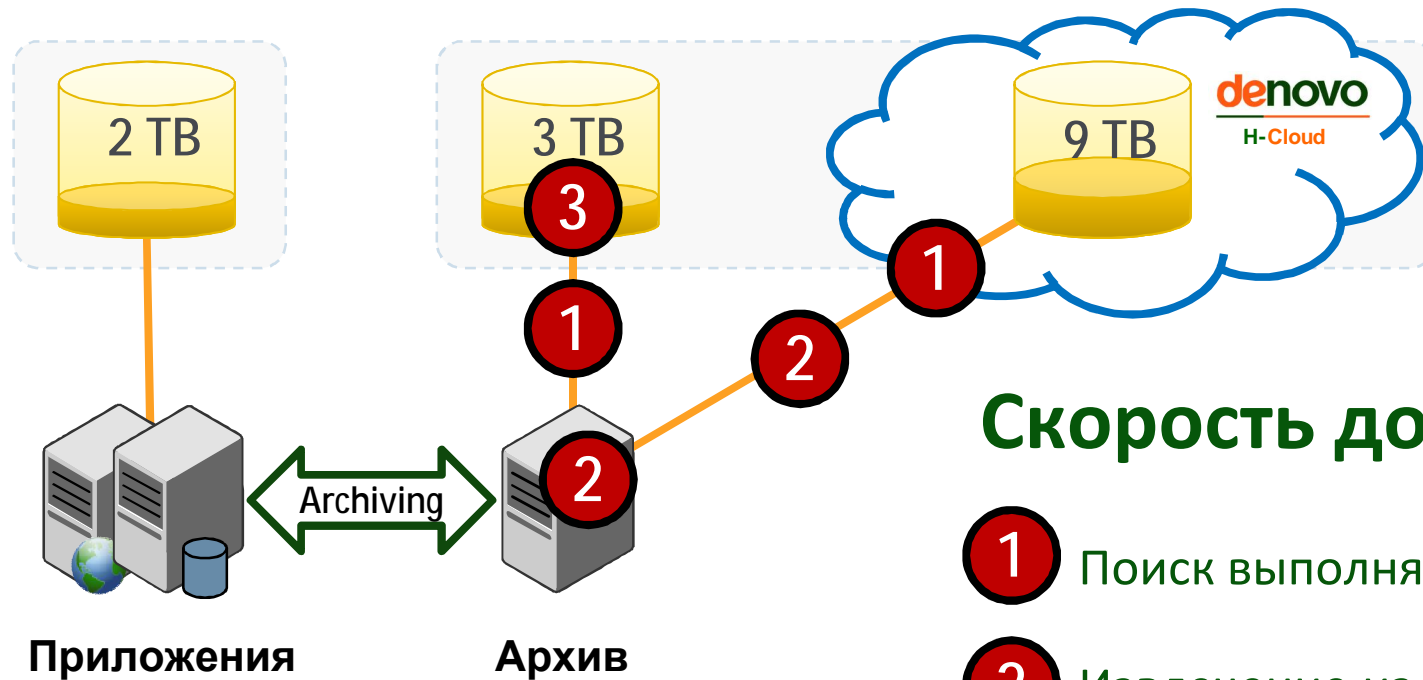 2 TB
3 TB
9 TB
denovo
H-Cloud
3
1
1
2
2
Archiving
Приложения
Архив
Скорость до
1 Поиск выполня
2